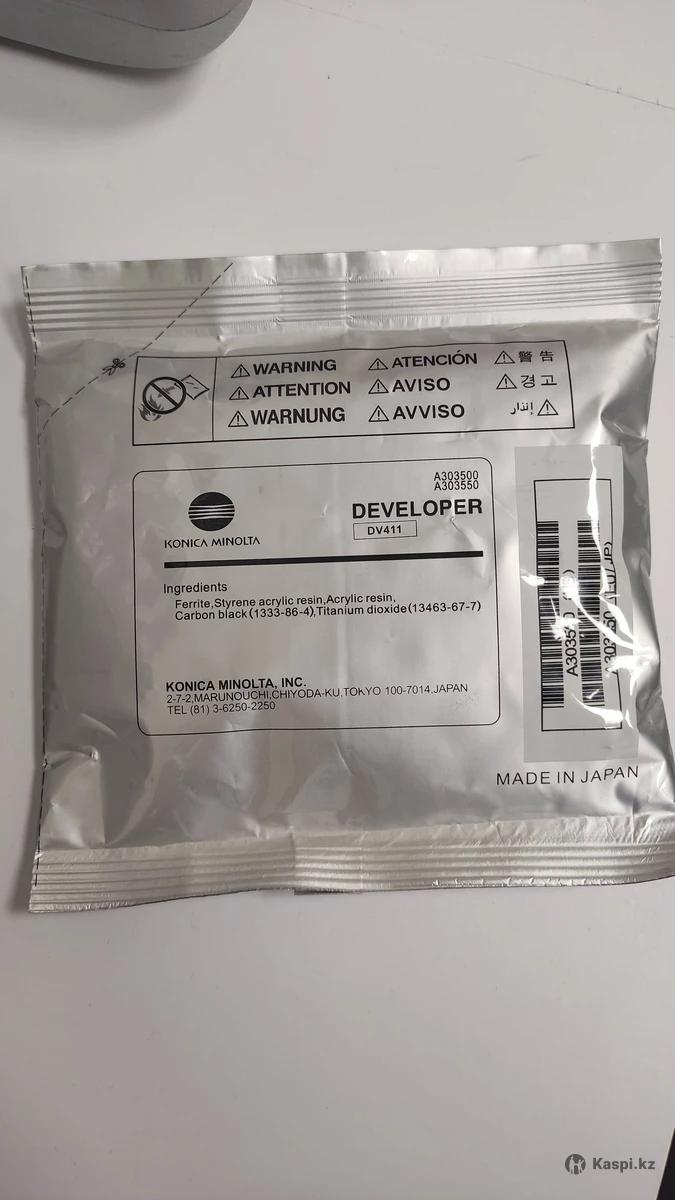 WARNING
ATENCIÓN
警告
ATTENTION
AVISO
경고
WARNUNG
AVVISO
إنذار
A303500
A303550
DEVELOPER
DV411
KONICA MINOLTA
Ingredients
Ferrite,Styrene acrylic resin,Acrylic resin,
Carbon black(1333-86-4),Titanium dioxide(13463-67-7)
KONICA MINOLTA, INC.
2-7-2,MARUNOUCHI,CHIYODA-KU,TOKYO 100-7014,JAPAN
TEL (81) 3-6250-2250
MADE IN JAPAN
Kaspi.kz